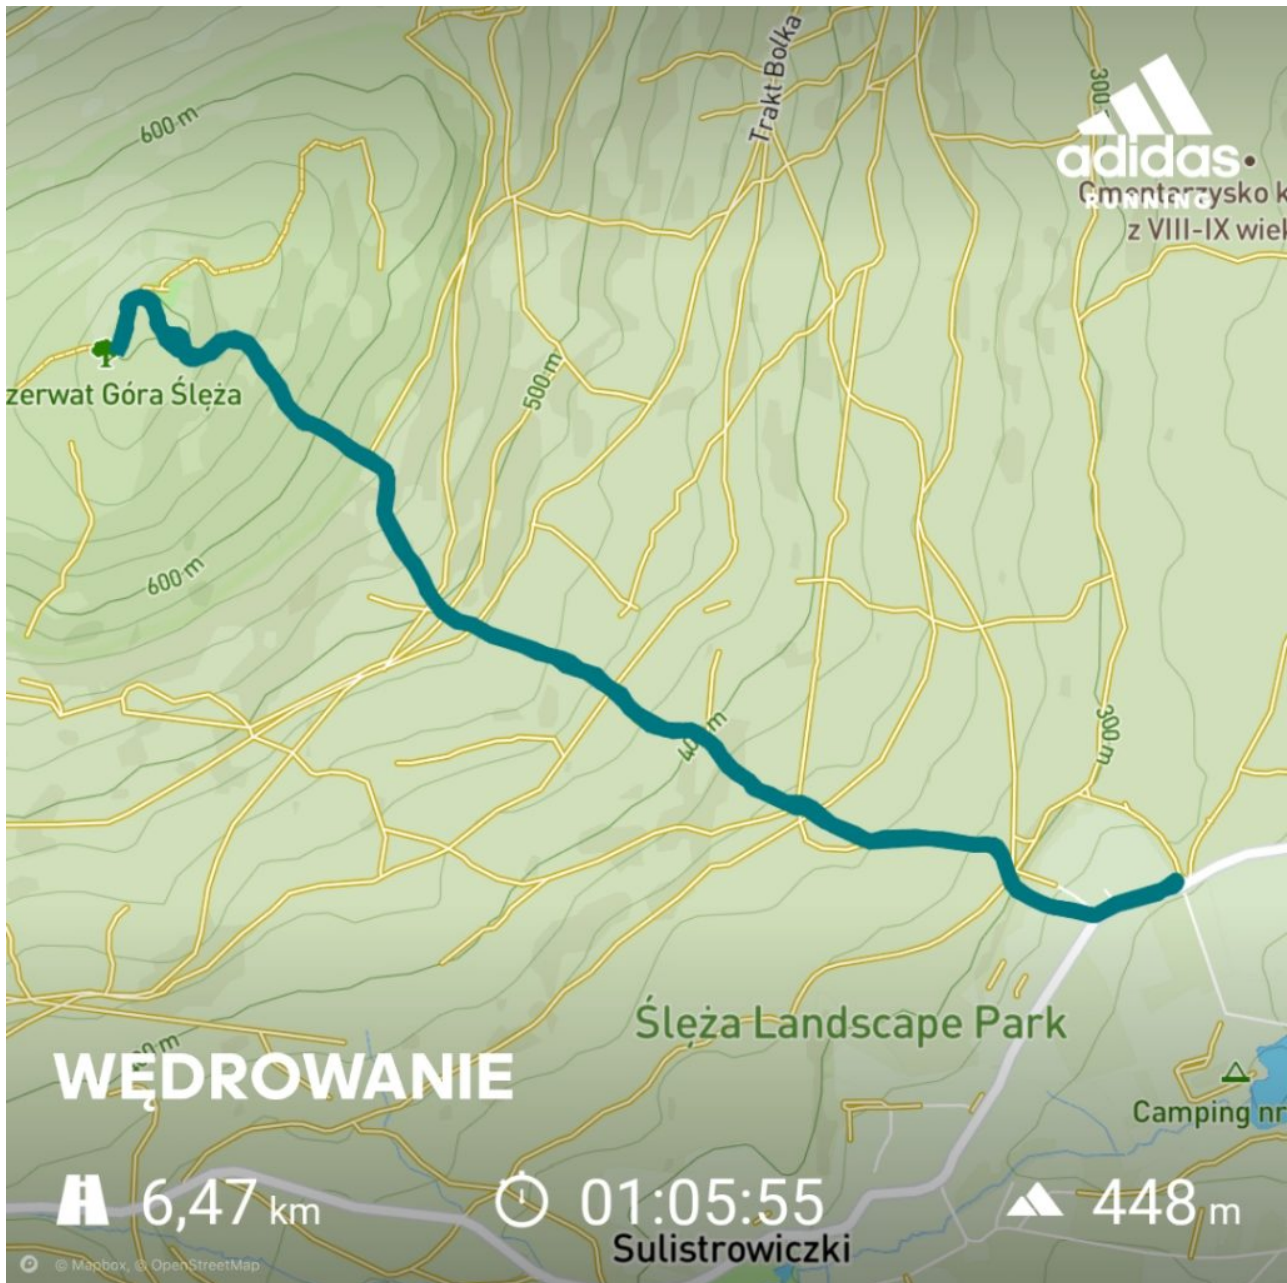 Trakt Bolka
600 m
300
adidas
RUNNING
Cmentarzysko k
z VIII-IX wiek
500 m
zerwat Góra Ślęża
600 m
300 m
Ślęża Landscape Park
WĘDROWANIE
Camping nr
6,47 km
01:05:55
448 m
Sulistrowiczki
© Mapbox, © OpenStreetMap